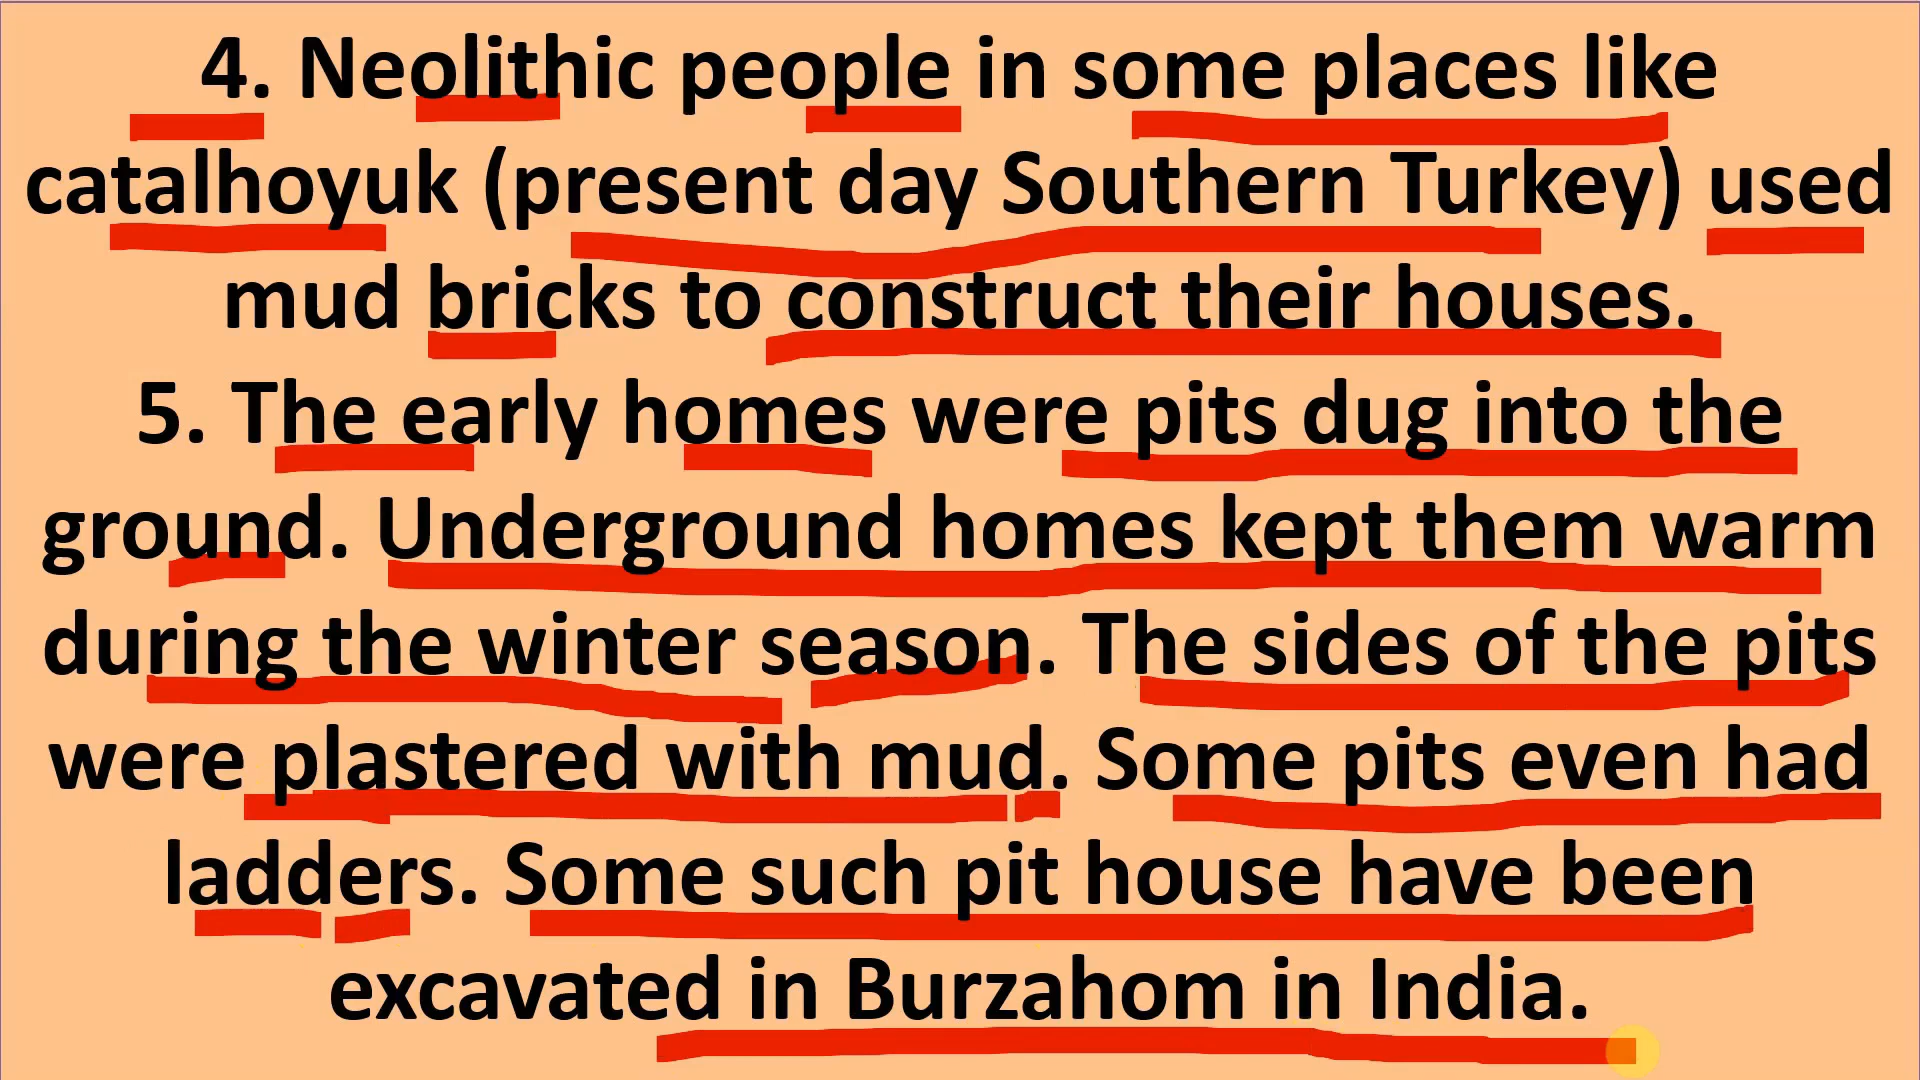 4. Neolithic people in some places like
catalhoyuk (present day Southern Turkey) used
mud bricks to construct their houses.
5. The early homes were pits dug into the
ground. Underground homes kept them warm
during the winter season. The sides of the pits
were plastered with mud. Some pits even had
ladders. Some such pit house have been
excavated in Burzahom in India.